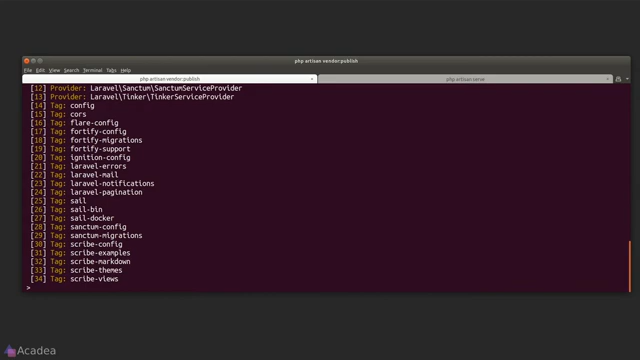 php artisan vendor:publish
File Edit View Search Terminal Tabs Help
php artisan vendor:publish
php artisan serve
[12] Provider: Laravel\Sanctum\SanctumServiceProvider
[13] Provider: Laravel\Tinker\TinkerServiceProvider
[14] Tag: config
[15] Tag: cors
[16] Tag: flare-config
[17] Tag: fortify-config
[18] Tag: fortify-migrations
[19] Tag: fortify-support
[20] Tag: ignition-config
[21] Tag: laravel-errors
[22] Tag: laravel-mail
[23] Tag: laravel-notifications
[24] Tag: laravel-pagination
[25] Tag: sail
[26] Tag: sail-bin
[27] Tag: sail-docker
[28] Tag: sanctum-config
[29] Tag: sanctum-migrations
[30] Tag: scribe-config
[31] Tag: scribe-examples
[32] Tag: scribe-markdown
[33] Tag: scribe-themes
[34] Tag: scribe-views
>
Acadea